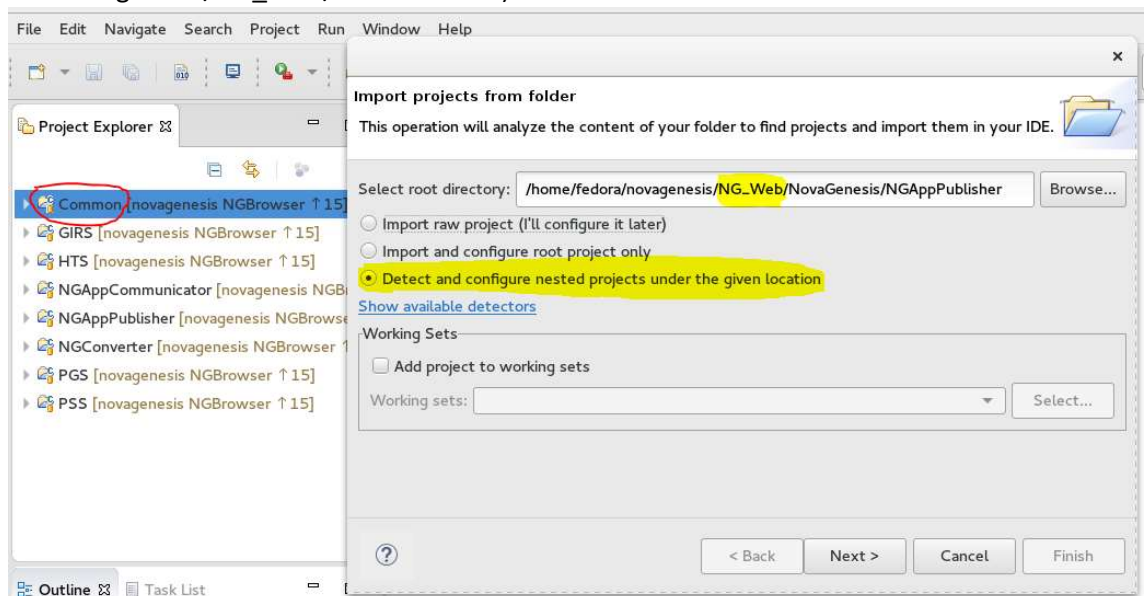 File Edit Navigate Search Project Run Window Help
Import projects from folder
This operation will analyze the content of your folder to find projects and import them in your IDE.
Project Explorer
Select root directory: /home/fedora/novagenesis/NG_Web/NovaGenesis/NGAppPublisher Browse...
Common [novagenesis NGBrowser ↑15]
Import raw project (I'll configure it later)
GIRS [novagenesis NGBrowser ↑15]
Import and configure root project only
HTS [novagenesis NGBrowser ↑15]
Detect and configure nested projects under the given location
NGAppCommunicator [novagenesis NGB
Show available detectors
NGAppPublisher [novagenesis NGBrowse
Working Sets
NGConverter [novagenesis NGBrowser ↑
Add project to working sets
PGS [novagenesis NGBrowser ↑15]
Working sets: Select...
PSS [novagenesis NGBrowser ↑15]
< Back Next > Cancel Finish
Outline Task List